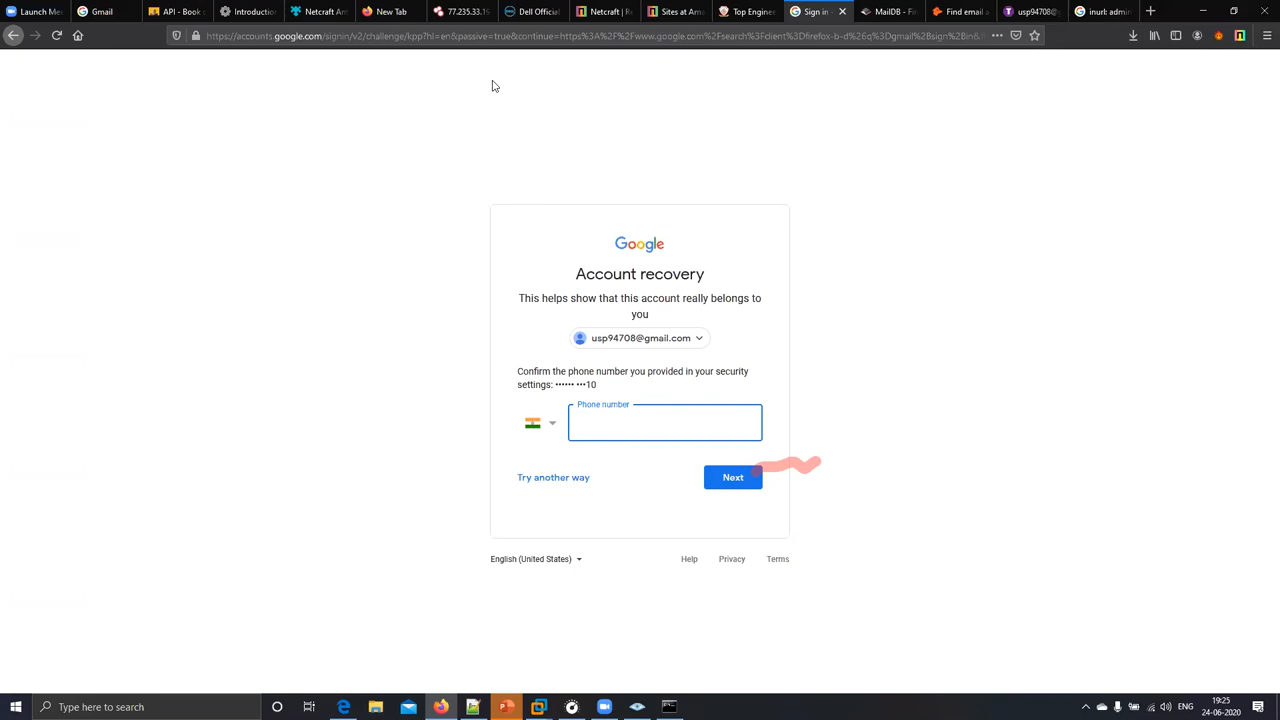 Launch Me
Gmail
API - Book
Introduction
Netcraft An
New Tab
77.235.33.19
Dell Official
Netcraft | R
Sites at Am
Top Engine
Sign in -
MailDB - Fi
Find email a
usp94708@
inurl: admin
https://accounts.google.com/signin/v2/challenge/kpp?hl=en&passive=true&continue=https%3A%2F%2Fwww.google.com%2Fsearch%3Fclient%3Dfirefox-b-d%26q%3Dgmail%2Bsign%2Bin&
Google
Account recovery
This helps show that this account really belongs to
you
usp94708@gmail.com
Confirm the phone number you provided in your security
settings: •••••• •••10
Phone number
Try another way
Next
English (United States)
Help
Privacy
Terms
Type here to search
ENG
19:25
24-06-2020